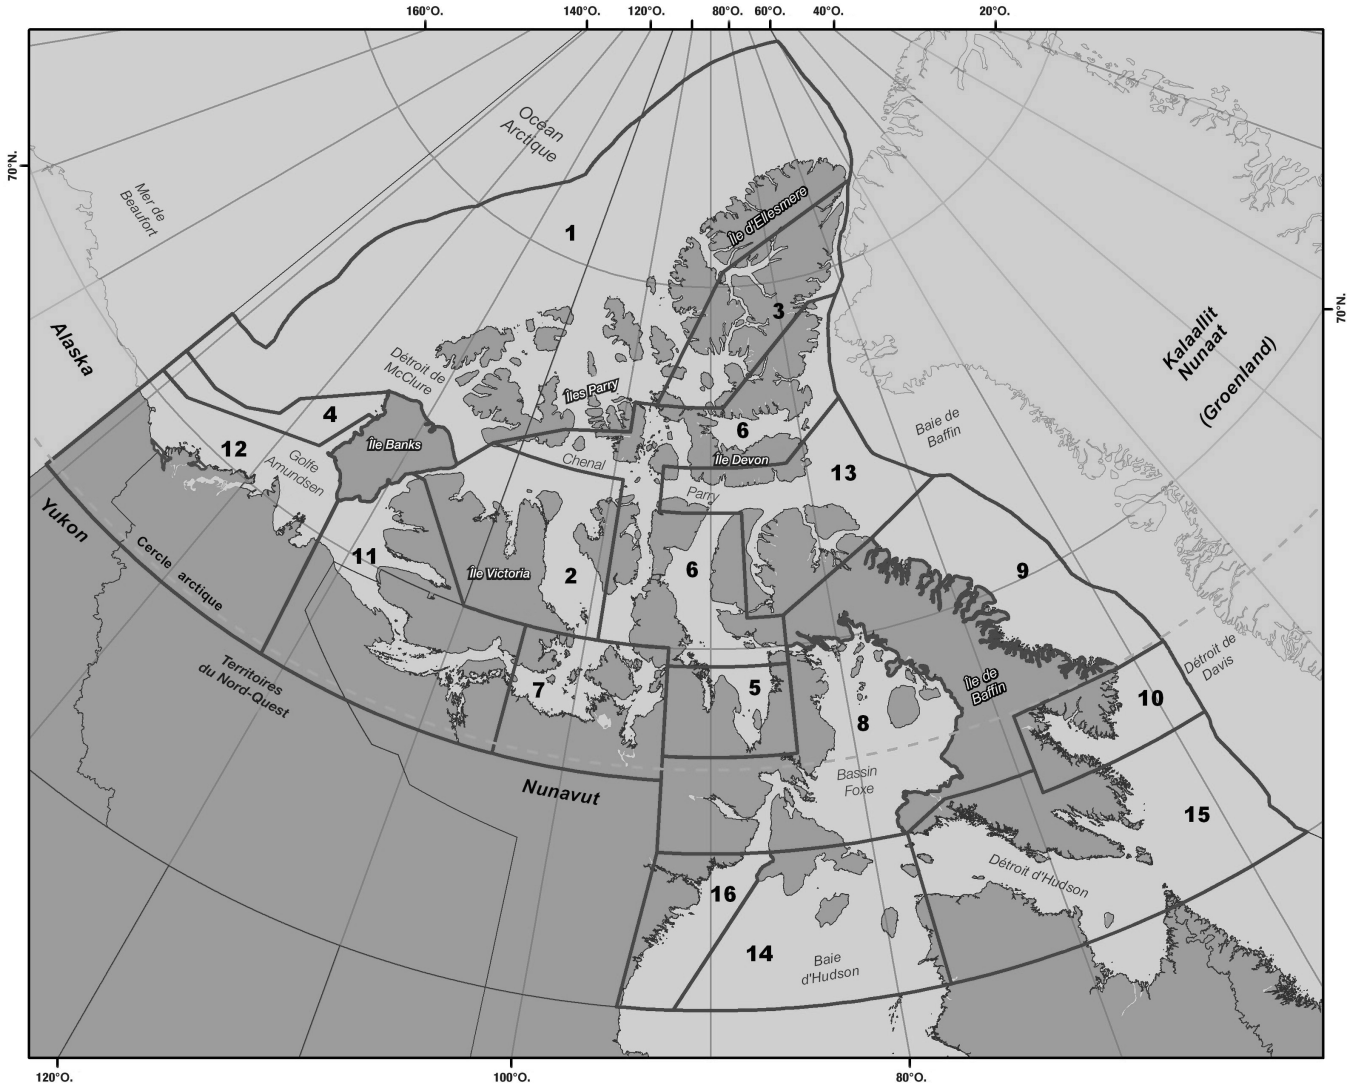 160°O.
140°O.
120°O.
80°O.
60°O.
40°O.
20°O.
70°N.
Océan
Arctique
Mer de
Beaufort
1
Île d'Ellesmere
3
Kalaallit
Nunaat
(Groenland)
70°N.
Alaska
Détroit de
McClure
Îles Parry
4
12
Île Banks
Golfe
Amundsen
Chenal
6
Île Devon
Baie de
Baffin
13
Parry
Yukon
Cercle arctique
11
Île Victoria
2
6
9
Territoires
du Nord-Quest
7
5
8
Île de
Baffin
10
Détroit de
Davis
Nunavut
Bassin
Foxe
15
Détroit d'Hudson
16
14
Baie
d'Hudson
120°O.
100°O.
80°O.